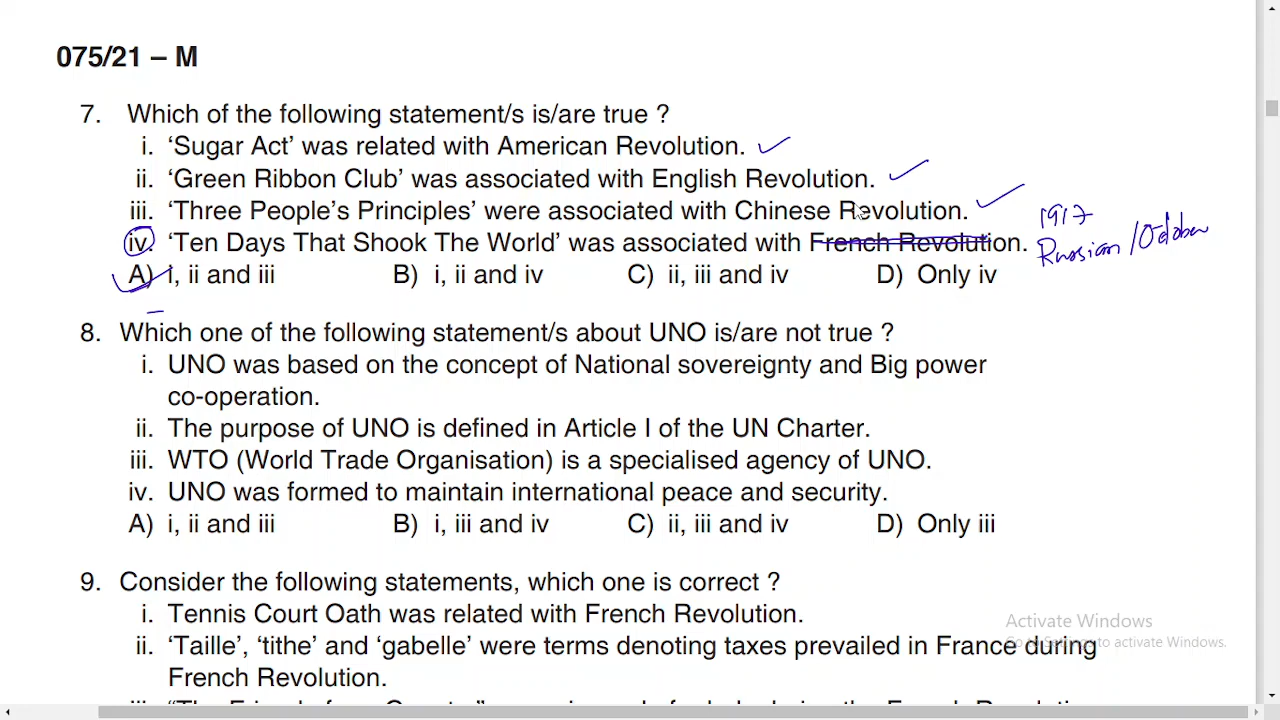 075/21 – M
7. Which of the following statement/s is/are true ?
i. ‘Sugar Act’ was related with American Revolution.
ii. ‘Green Ribbon Club’ was associated with English Revolution.
iii. ‘Three People’s Principles’ were associated with Chinese Revolution.
1917
iv. ‘Ten Days That Shook The World’ was associated with French Revolution.
Russian / October
A) i, ii and iii B) i, ii and iv C) ii, iii and iv D) Only iv
8. Which one of the following statement/s about UNO is/are not true ?
i. UNO was based on the concept of National sovereignty and Big power
co-operation.
ii. The purpose of UNO is defined in Article I of the UN Charter.
iii. WTO (World Trade Organisation) is a specialised agency of UNO.
iv. UNO was formed to maintain international peace and security.
A) i, ii and iii B) i, iii and iv C) ii, iii and iv D) Only iii
9. Consider the following statements, which one is correct ?
i. Tennis Court Oath was related with French Revolution.
Activate Windows
Go to Settings to activate Windows.
ii. ‘Taille’, ‘tithe’ and ‘gabelle’ were terms denoting taxes prevailed in France during
French Revolution.